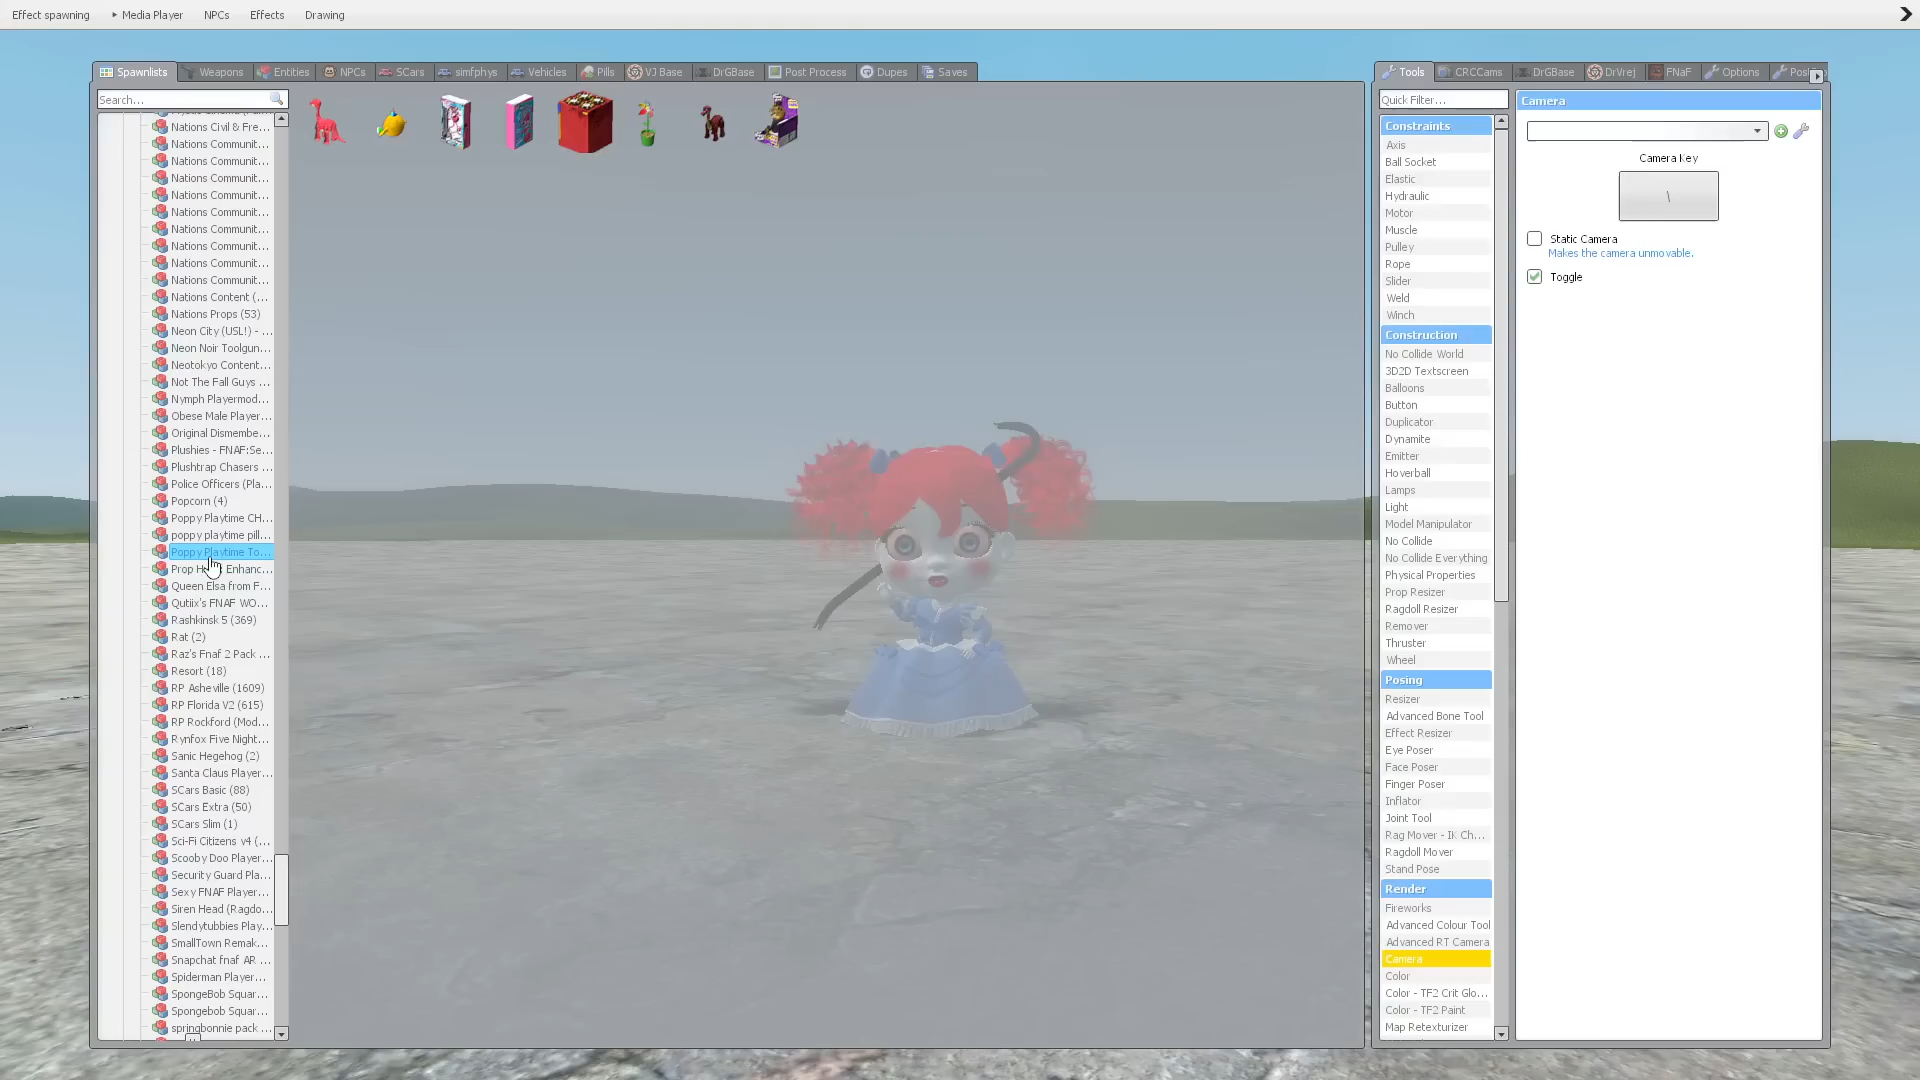 Effect spawning Media Player NPCs Effects Drawing
Spawnlists Weapons Entities NPCs SCars simfphys Vehicles Pills VJ Base DrGBase Post Process Dupes Saves
Search...
Nations Civil & Fre...
Nations Communit...
Nations Communit...
Nations Communit...
Nations Communit...
Nations Communit...
Nations Communit...
Nations Communit...
Nations Communit...
Nations Communit...
Nations Content (...
Nations Props (53)
Neon City (USL!) - ...
Neon Noir Toolgun...
Neotokyo Content...
Not The Fall Guys ...
Nymph Playermod...
Obese Male Player...
Original Dismembe...
Plushies - FNAF:Se...
Plushtrap Chasers ...
Police Officers (Pla...
Popcorn (4)
Poppy Playtime CH...
poppy playtime pill...
Poppy Playtime To...
Enhanc...
Queen Elsa from F...
Qutiix's FNAF WO...
Rashkinsk 5 (369)
Rat (2)
Raz's Fnaf 2 Pack ...
Resort (18)
RP Asheville (1609)
RP Florida V2 (615)
RP Rockford (Mod...
Rynfox Five Night...
Sanic Hegehog (2)
Santa Claus Player...
SCars Basic (88)
SCars Extra (50)
SCars Slim (1)
Sci-Fi Citizens v4 (...
Scooby Doo Player...
Security Guard Pla...
Sexy FNAF Player...
Siren Head (Ragdo...
Slendytubbies Play...
SmallTown Remak...
Snapchat fnaf AR ...
Spiderman Player...
SpongeBob Squar...
Spongebob Squar...
springbonnie pack ...
Tools CRCCams DrGBase DrVrej FNaF Options
Quick Filter...
Constraints
Axis
Ball Socket
Elastic
Hydraulic
Motor
Muscle
Pulley
Rope
Slider
Weld
Winch
Construction
No Collide World
3D2D Textscreen
Balloons
Button
Duplicator
Dynamite
Emitter
Hoverball
Lamps
Light
Model Manipulator
No Collide
No Collide Everything
Physical Properties
Prop Resizer
Ragdoll Resizer
Remover
Thruster
Wheel
Posing
Resizer
Advanced Bone Tool
Effect Resizer
Eye Poser
Face Poser
Finger Poser
Inflator
Joint Tool
Rag Mover - IK Ch...
Ragdoll Mover
Stand Pose
Render
Fireworks
Advanced Colour Tool
Advanced RT Camera
Camera
Color
Color - TF2 Crit Glo...
Color - TF2 Paint
Map Retexturizer
Camera
Camera Key
\
Static Camera
Makes the camera unmovable.
Toggle